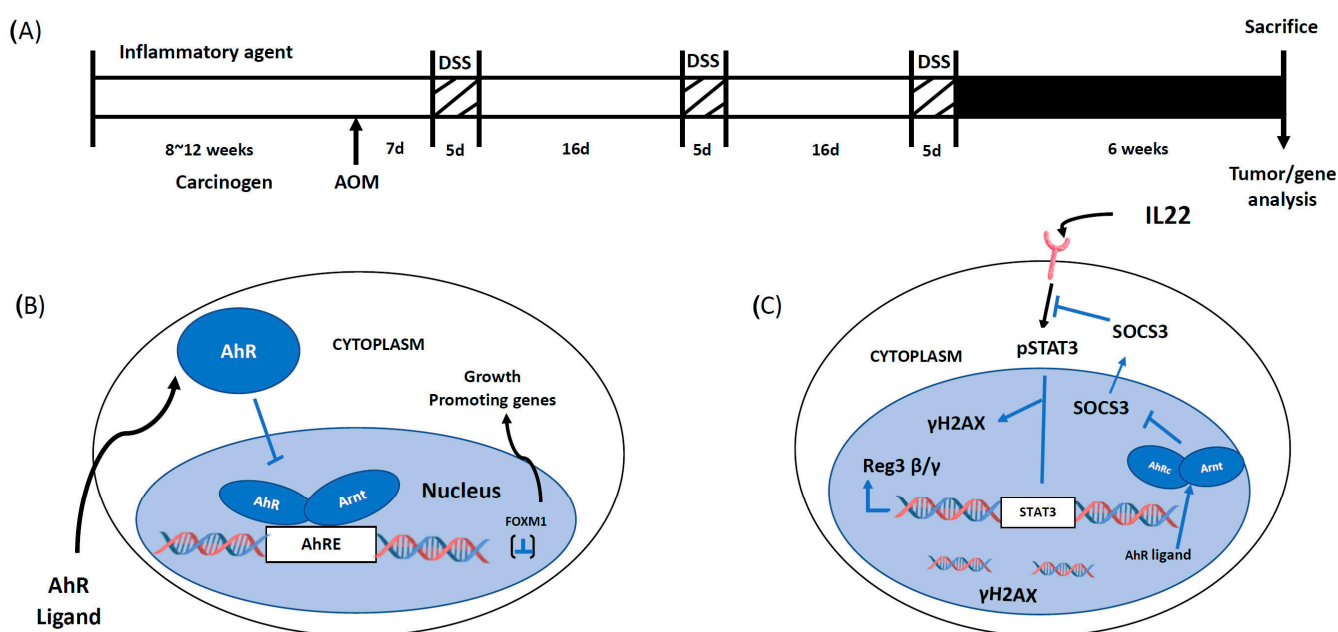 (A)
Inflammatory agent
DSS
DSS
DSS
Sacrifice
8~12 weeks
7d
5d
16d
5d
16d
5d
6 weeks
Carcinogen
AOM
Tumor/gene
analysis
(B)
AhR
CYTOPLASM
Growth
Promoting genes
AhR
Arnt
Nucleus
FOXM1
AhRE
AhR
Ligand
(C)
IL22
SOCS3
CYTOPLASM
pSTAT3
SOCS3
γH2AX
AhRc
Arnt
Reg3 β/γ
STAT3
AhR ligand
γH2AX